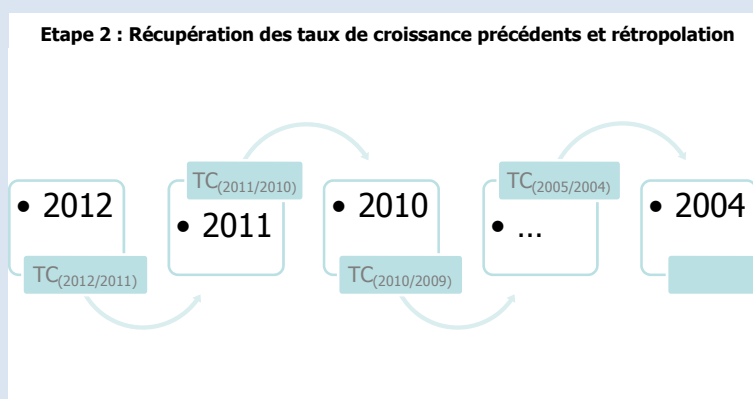 Etape 2 : Récupération des taux de croissance précédents et rétropolation
• 2012
TC(2012/2011)
TC(2011/2010)
• 2011
• 2010
TC(2010/2009)
TC(2005/2004)
• ...
• 2004